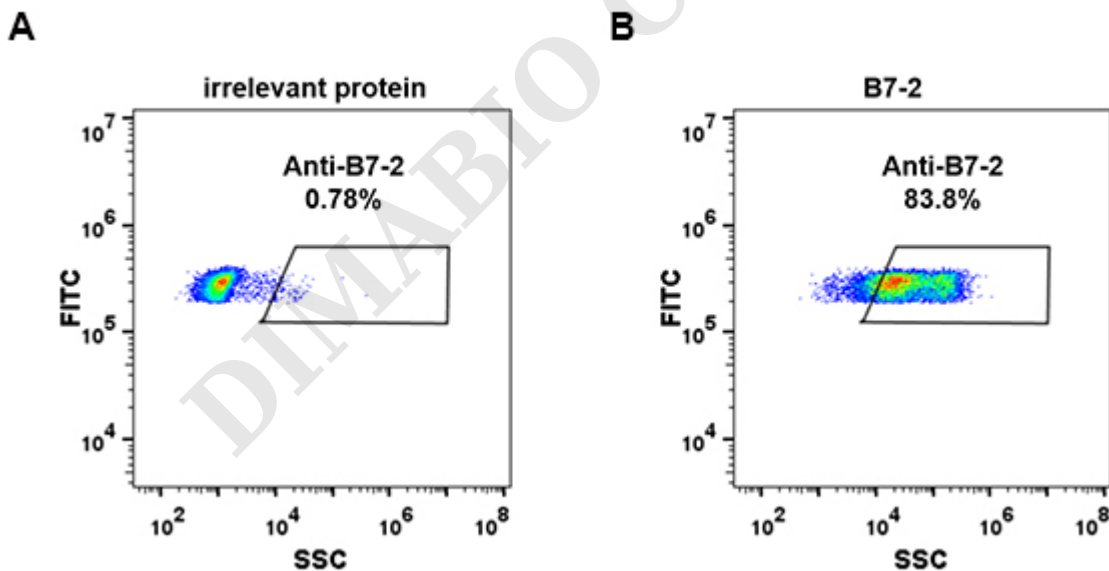 A
irrelevant protein
Anti-B7-2
0.78%
10^7
10^6
10^5
10^4
FITC
10^2
10^4
10^6
10^8
SSC
B
B7-2
Anti-B7-2
83.8%
10^7
10^6
10^5
10^4
FITC
10^2
10^4
10^6
10^8
SSC
DIMABIO C